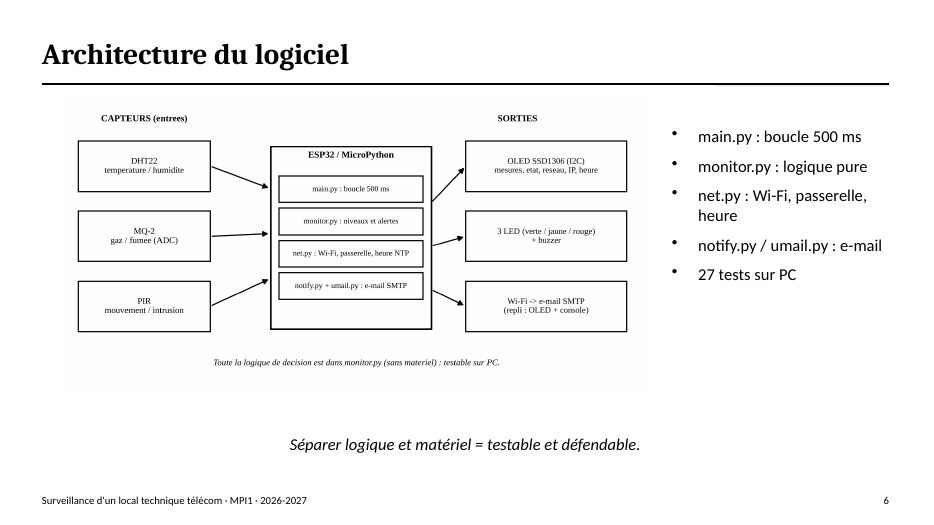 Architecture du logiciel
CAPTEURS (entrees)
SORTIES
DHT22
temperature / humidite
MQ-2
gaz / fumee (ADC)
PIR
mouvement / intrusion
ESP32 / MicroPython
main.py : boucle 500 ms
monitor.py : niveaux et alertes
net.py : Wi-Fi, passerelle, heure NTP
notify.py + umail.py : e-mail SMTP
OLED SSD1306 (I2C)
mesures, etat, reseau, IP, heure
3 LED (verte / jaune / rouge)
+ buzzer
Wi-Fi -> e-mail SMTP
(repli : OLED + console)
Toute la logique de decision est dans monitor.py (sans materiel) : testable sur PC.
• main.py : boucle 500 ms
• monitor.py : logique pure
• net.py : Wi-Fi, passerelle,
heure
• notify.py / umail.py : e-mail
• 27 tests sur PC
Séparer logique et matériel = testable et défendable.
Surveillance d'un local technique télécom · MPI1 · 2026-2027
6